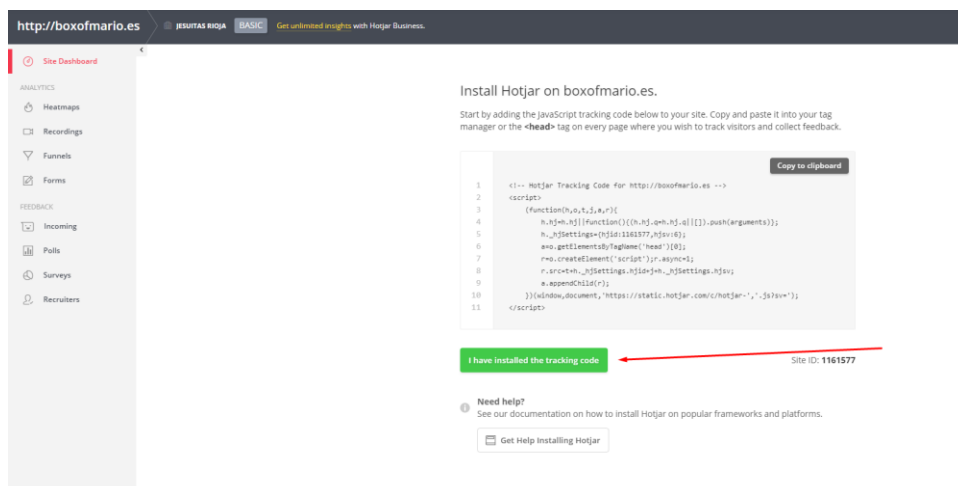 http://boxofmario.es JESUITAS RIOJA BASIC Get unlimited insights with Hotjar Business.
Site Dashboard
ANALYTICS
Heatmaps
Recordings
Funnels
Forms
FEEDBACK
Incoming
Polls
Surveys
Recruiters
Install Hotjar on boxofmario.es.
Start by adding the JavaScript tracking code below to your site. Copy and paste it into your tag
manager or the <head> tag on every page where you wish to track visitors and collect feedback.
Copy to clipboard
1 <!-- Hotjar Tracking Code for http://boxofmario.es -->
2 <script>
3 (function(h,o,t,j,a,r){
4 h.hj=h.hj||function(){(h.hj.q=h.hj.q||[]).push(arguments)};
5 h._hjSettings={hjid:1161577,hjsv:6};
6 a=o.getElementsByTagName('head')[0];
7 r=o.createElement('script');r.async=1;
8 r.src=t+h._hjSettings.hjid+j+h._hjSettings.hjsv;
9 a.appendChild(r);
10 })(window,document,'https://static.hotjar.com/c/hotjar-','.js?sv=');
11 </script>
I have installed the tracking code Site ID: 1161577
Need help?
See our documentation on how to install Hotjar on popular frameworks and platforms.
Get Help Installing Hotjar